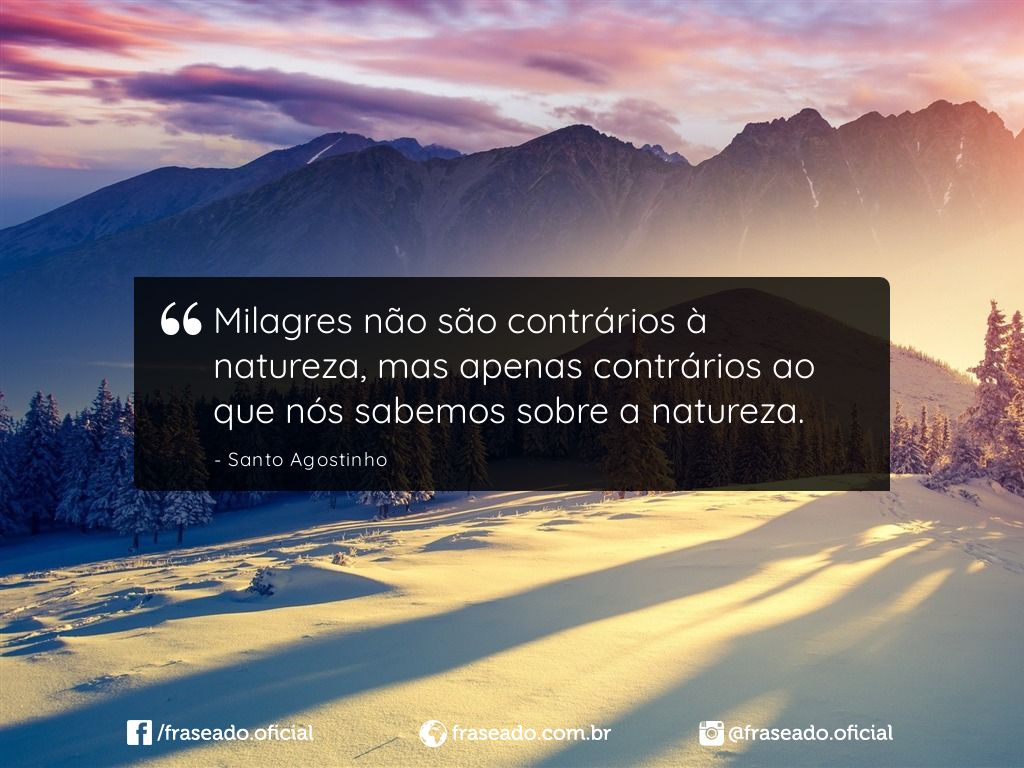 “ Milagres não são contrários à
natureza, mas apenas contrários ao
que nós sabemos sobre a natureza.
- Santo Agostinho
/fraseado.oficial fraseado.com.br @fraseado.oficial